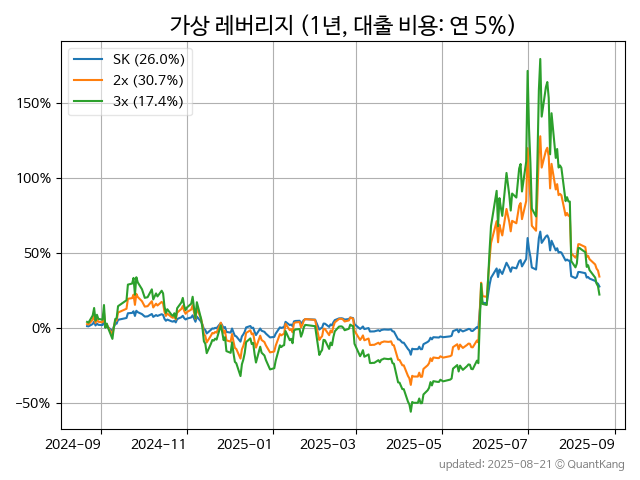 가상 레버리지 (1년, 대출 비용: 연 5%)
SK (26.0%)
2x (30.7%)
3x (17.4%)
150%
100%
50%
0%
−50%
2024-09 2024-11 2025-01 2025-03 2025-05 2025-07 2025-09
updated: 2025-08-21 © QuantKang